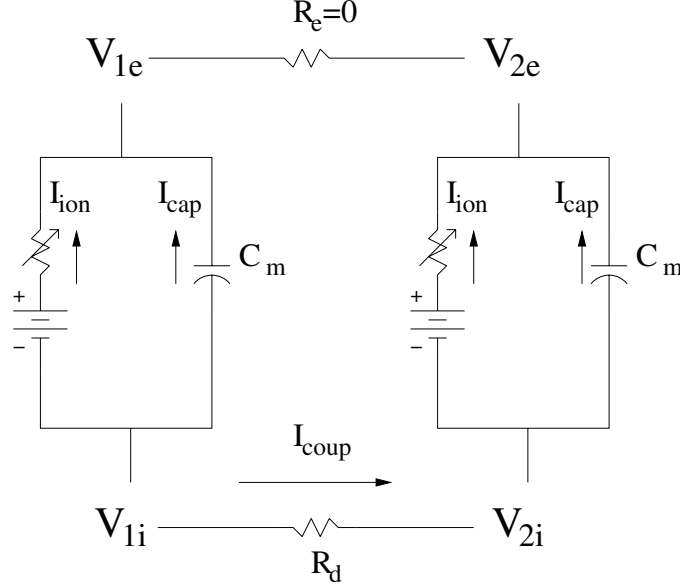 R_e=0
V_1e V_2e
I_ion I_cap I_ion I_cap
C_m C_m
+ +
− −
I_coup
V_1i V_2i
R_d